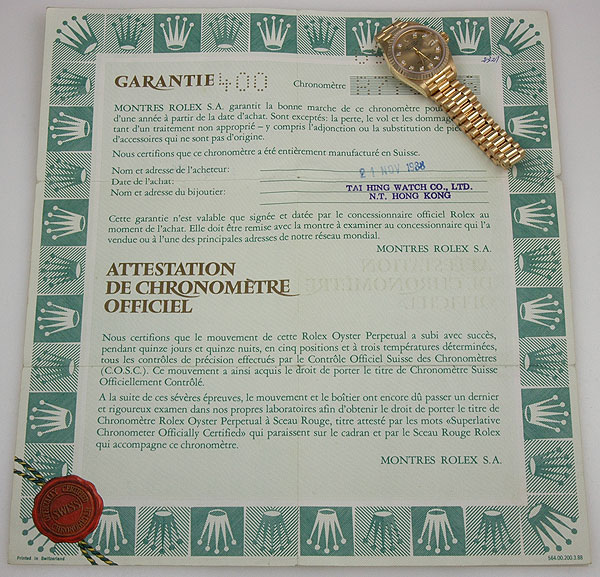 GARANTIE 400 Chronomètre
MONTRES ROLEX S.A. garantit la bonne marche de ce chronomètre
d'une année à partir de la date d'achat. Sont exceptés: la perte, le vol et les dommages
tant d'un traitement non approprié – y compris l'adjonction ou la substitution de
d'accessoires qui ne sont pas d'origine.
Nous certifions que ce chronomètre a été entièrement manufacturé en Suisse.
Nom et adresse de l'acheteur:
Date de l'achat: 21 NOV 1988
Nom et adresse du bijoutier: TAI HING WATCH CO., LTD.
N.T. HONG KONG
Cette garantie n'est valable que signée et datée par le concessionnaire officiel Rolex au
moment de l'achat. Elle doit être remise avec la montre à examiner au concessionnaire qui l'a
vendue ou à l'une des principales adresses de notre réseau mondial.
MONTRES ROLEX S.A.
ATTESTATION
DE CHRONOMÈTRE
OFFICIEL
Nous certifions que le mouvement de cette Rolex Oyster Perpetual a subi avec succès,
pendant quinze jours et quinze nuits, en cinq positions et à trois températures déterminées,
tous les contrôles de précision effectués par le Contrôle Officiel Suisse des Chronomètres
(C.O.S.C.). Ce mouvement a ainsi acquis le droit de porter le titre de Chronomètre Suisse
Officiellement Contrôlé.
A la suite de ces sévères épreuves, le mouvement et le boîtier ont encore dû passer un dernier
et rigoureux examen dans nos propres laboratoires afin d'obtenir le droit de porter le titre de
Chronomètre Rolex Oyster Perpetual à Sceau Rouge, titre attesté par les mots «Superlative
Chronometer Officially Certified» qui paraissent sur le cadran et par le Sceau Rouge Rolex
qui accompagne ce chronomètre.
MONTRES ROLEX S.A.
SWISS
Printed in Switzerland
564.00.200.3.88